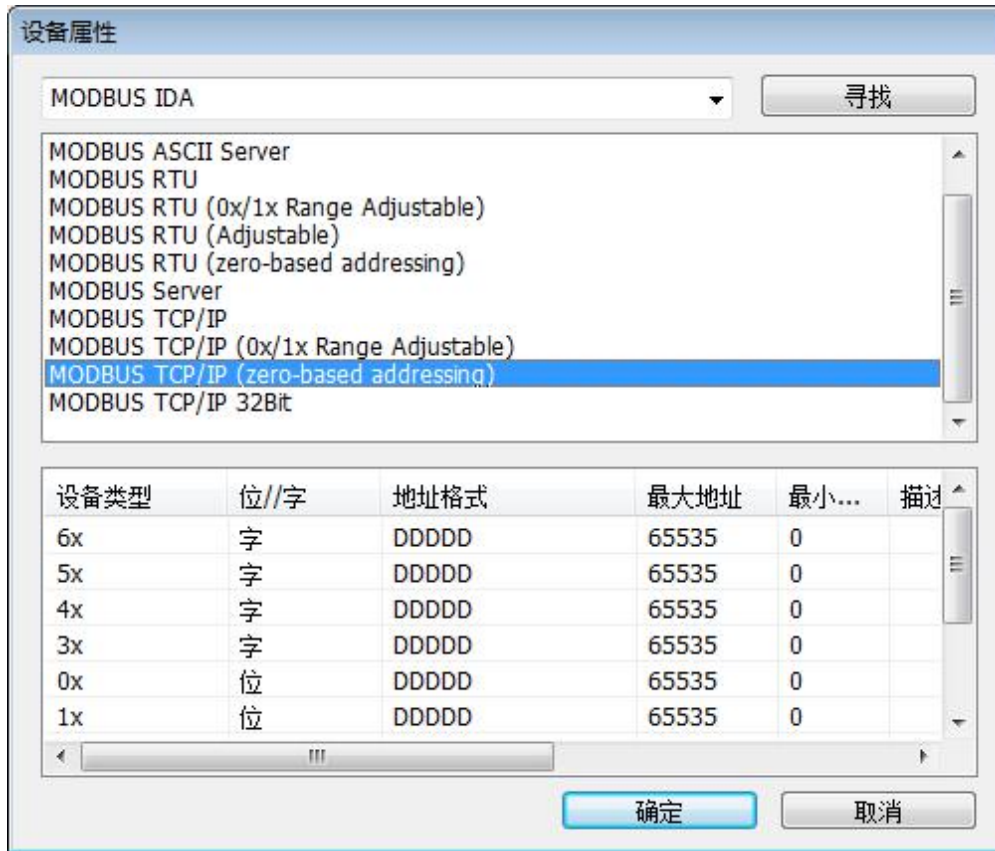 设备属性
MODBUS IDA 寻找
MODBUS ASCII Server
MODBUS RTU
MODBUS RTU (0x/1x Range Adjustable)
MODBUS RTU (Adjustable)
MODBUS RTU (zero-based addressing)
MODBUS Server
MODBUS TCP/IP
MODBUS TCP/IP (0x/1x Range Adjustable)
MODBUS TCP/IP (zero-based addressing)
MODBUS TCP/IP 32Bit
设备类型 位//字 地址格式 最大地址 最小... 描述
6x 字 DDDDD 65535 0
5x 字 DDDDD 65535 0
4x 字 DDDDD 65535 0
3x 字 DDDDD 65535 0
0x 位 DDDDD 65535 0
1x 位 DDDDD 65535 0
确定 取消